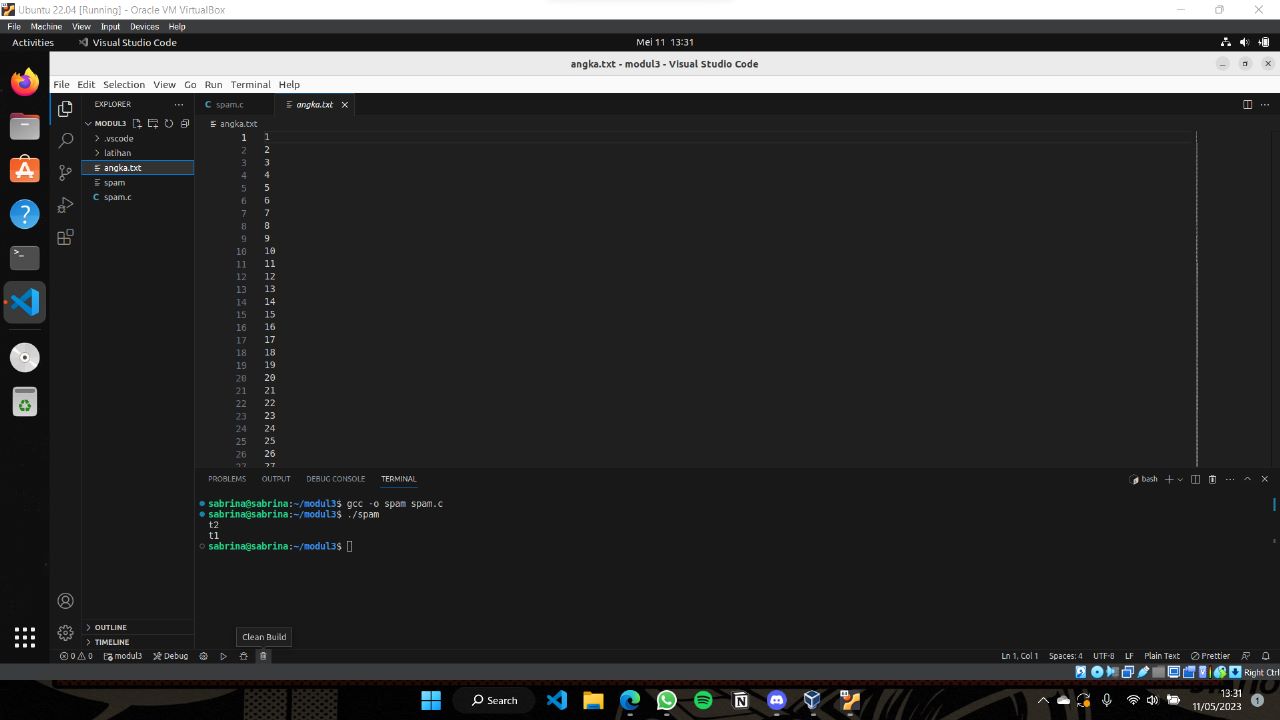 Ubuntu 22.04 [Running] - Oracle VM VirtualBox
File Machine View Input Devices Help
Activities Visual Studio Code Mei 11 13:31
angka.txt - modul3 - Visual Studio Code
File Edit Selection View Go Run Terminal Help
EXPLORER
MODUL3
.vscode
latihan
angka.txt
spam
C spam.c
OUTLINE
TIMELINE
C spam.c angka.txt
angka.txt
1 1
2 2
3 3
4 4
5 5
6 6
7 7
8 8
9 9
10 10
11 11
12 12
13 13
14 14
15 15
16 16
17 17
18 18
19 19
20 20
21 21
22 22
23 23
24 24
25 25
26 26
27 27
PROBLEMS OUTPUT DEBUG CONSOLE TERMINAL bash
sabrina@sabrina:~/modul3$ gcc -o spam spam.c
sabrina@sabrina:~/modul3$ ./spam
t2
t1
sabrina@sabrina:~/modul3$
Clean Build
0 0 modul3 Debug Ln 1, Col 1 Spaces: 4 UTF-8 LF Plain Text Prettier
Right Ctrl
Search
13:31
11/05/2023
1